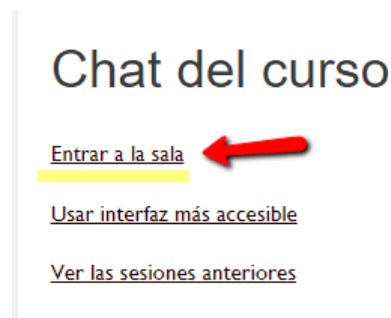 Chat del curso
Entrar a la sala
Usar interfaz más accesible
Ver las sesiones anteriores